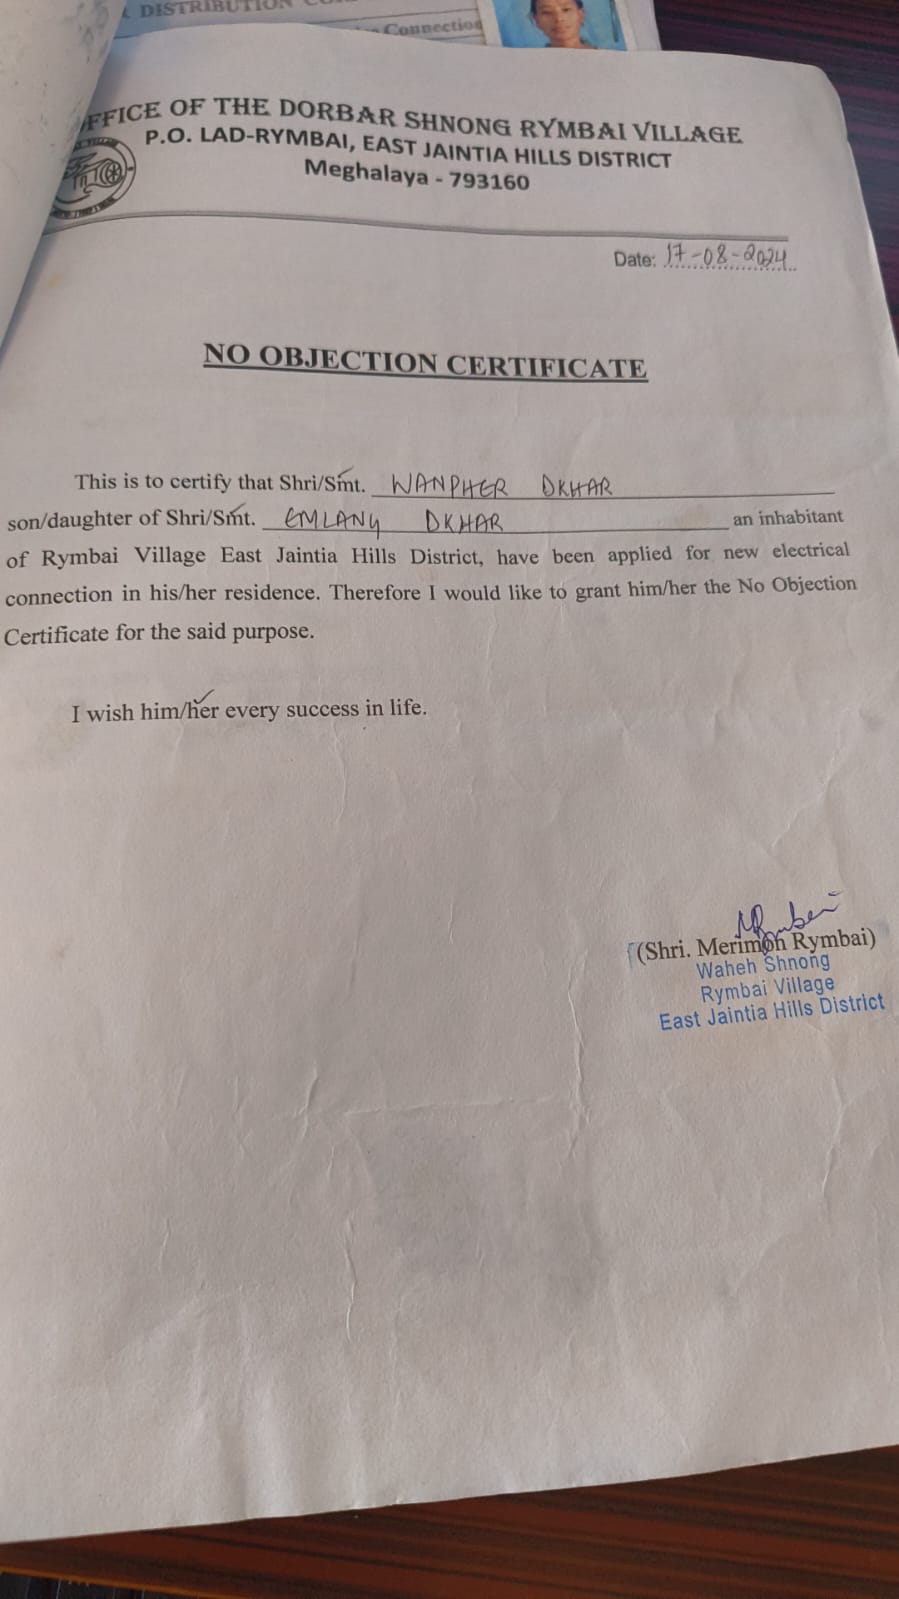 DISTRIBUTION
Connection
FFICE OF THE DORBAR SHNONG RYMBAI VILLAGE
P.O. LAD-RYMBAI, EAST JAINTIA HILLS DISTRICT
Meghalaya - 793160
Date: 17-08-2024
NO OBJECTION CERTIFICATE
This is to certify that Shri/Smt. WANPHER DKHAR
son/daughter of Shri/Smt. EMLANG DKHAR an inhabitant
of Rymbai Village East Jaintia Hills District, have been applied for new electrical
connection in his/her residence. Therefore I would like to grant him/her the No Objection
Certificate for the said purpose.
I wish him/her every success in life.
(Shri. Merimon Rymbai)
Waheh Shnong
Rymbai Village
East Jaintia Hills District